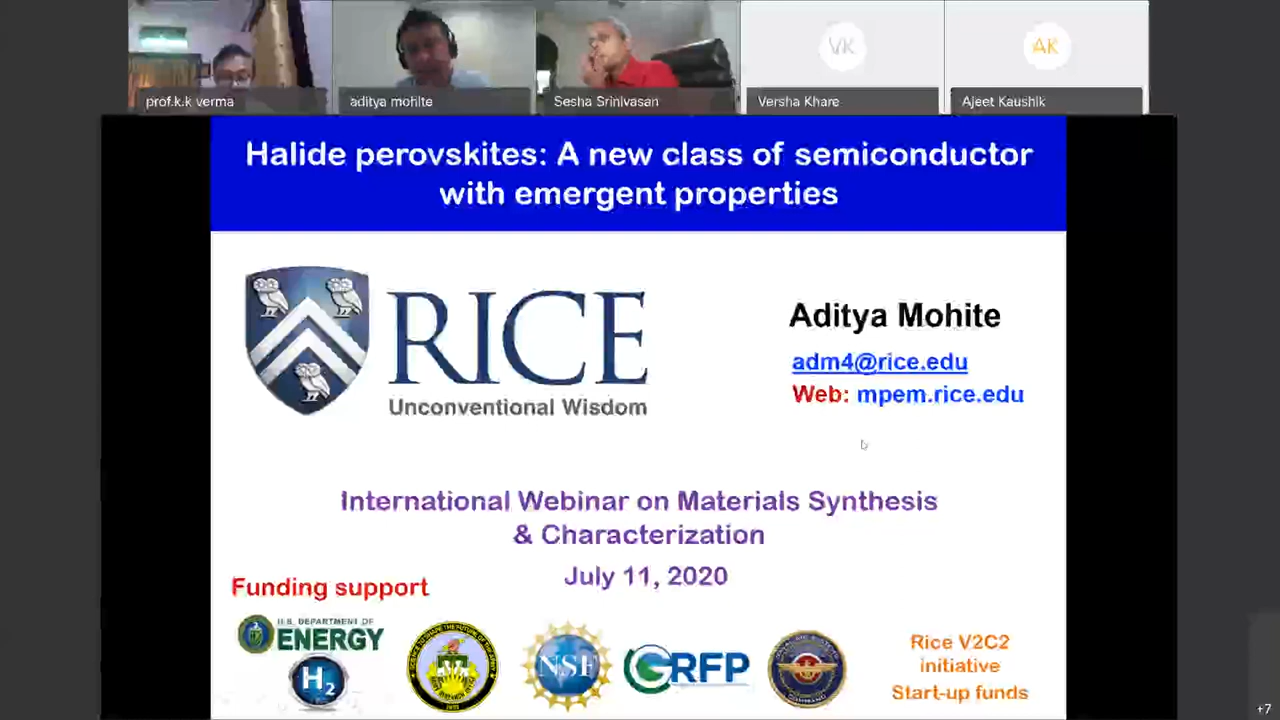 VK
AK
prof.k.k verma
aditya mohite
Sesha Srinivasan
Versha Khare
Ajeet Kaushik
Halide perovskites: A new class of semiconductor
with emergent properties
RICE
Unconventional Wisdom
Aditya Mohite
adm4@rice.edu
Web: mpem.rice.edu
International Webinar on Materials Synthesis
& Characterization
July 11, 2020
Funding support
U.S. DEPARTMENT OF
ENERGY
H2
NSF
GRFP
Rice V2C2
initiative
Start-up funds
+7